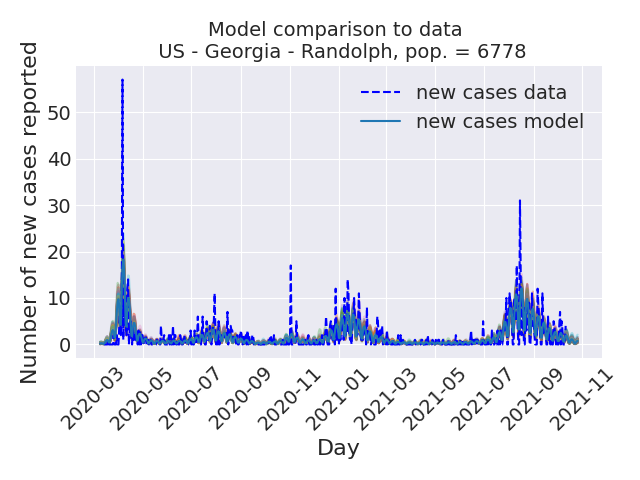 Model comparison to data
US - Georgia - Randolph, pop. = 6778
Number of new cases reported
50
40
30
20
10
0
new cases data
new cases model
2020-03
2020-05
2020-07
2020-09
2020-11
2021-01
2021-03
2021-05
2021-07
2021-09
2021-11
Day